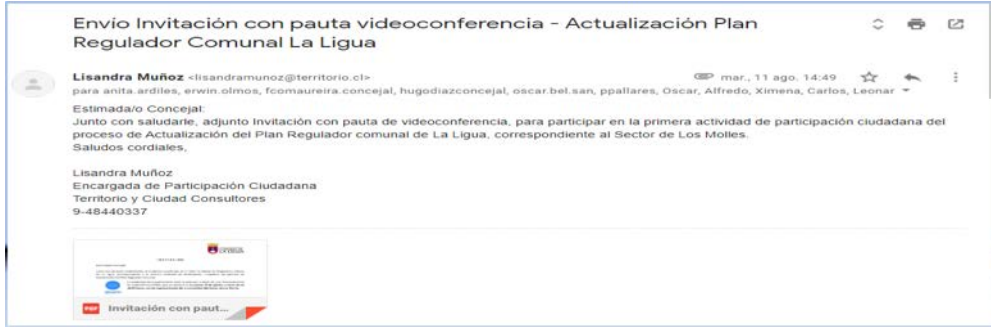 Envío Invitación con pauta videoconferencia - Actualización Plan
Regulador Comunal La Ligua
Lisandra Muñoz <lisandramunoz@territorio.cl>
mar., 11 ago. 14:49
para anita.ardiles, erwin.olmos, fcomaureira.concejal, hugodiazconcejal, oscar.bel.san, ppallares, Oscar, Alfredo, Ximena, Carlos, Leonar
Estimada/o Concejal:
Junto con saludarle, adjunto Invitación con pauta de videoconferencia, para participar en la primera actividad de participación ciudadana del
proceso de Actualización del Plan Regulador comunal de La Ligua, correspondiente al Sector de Los Molles.
Saludos cordiales,
Lisandra Muñoz
Encargada de Participación Ciudadana
Territorio y Ciudad Consultores
9-48440337
LA LIGUA
PDF Invitación con paut...